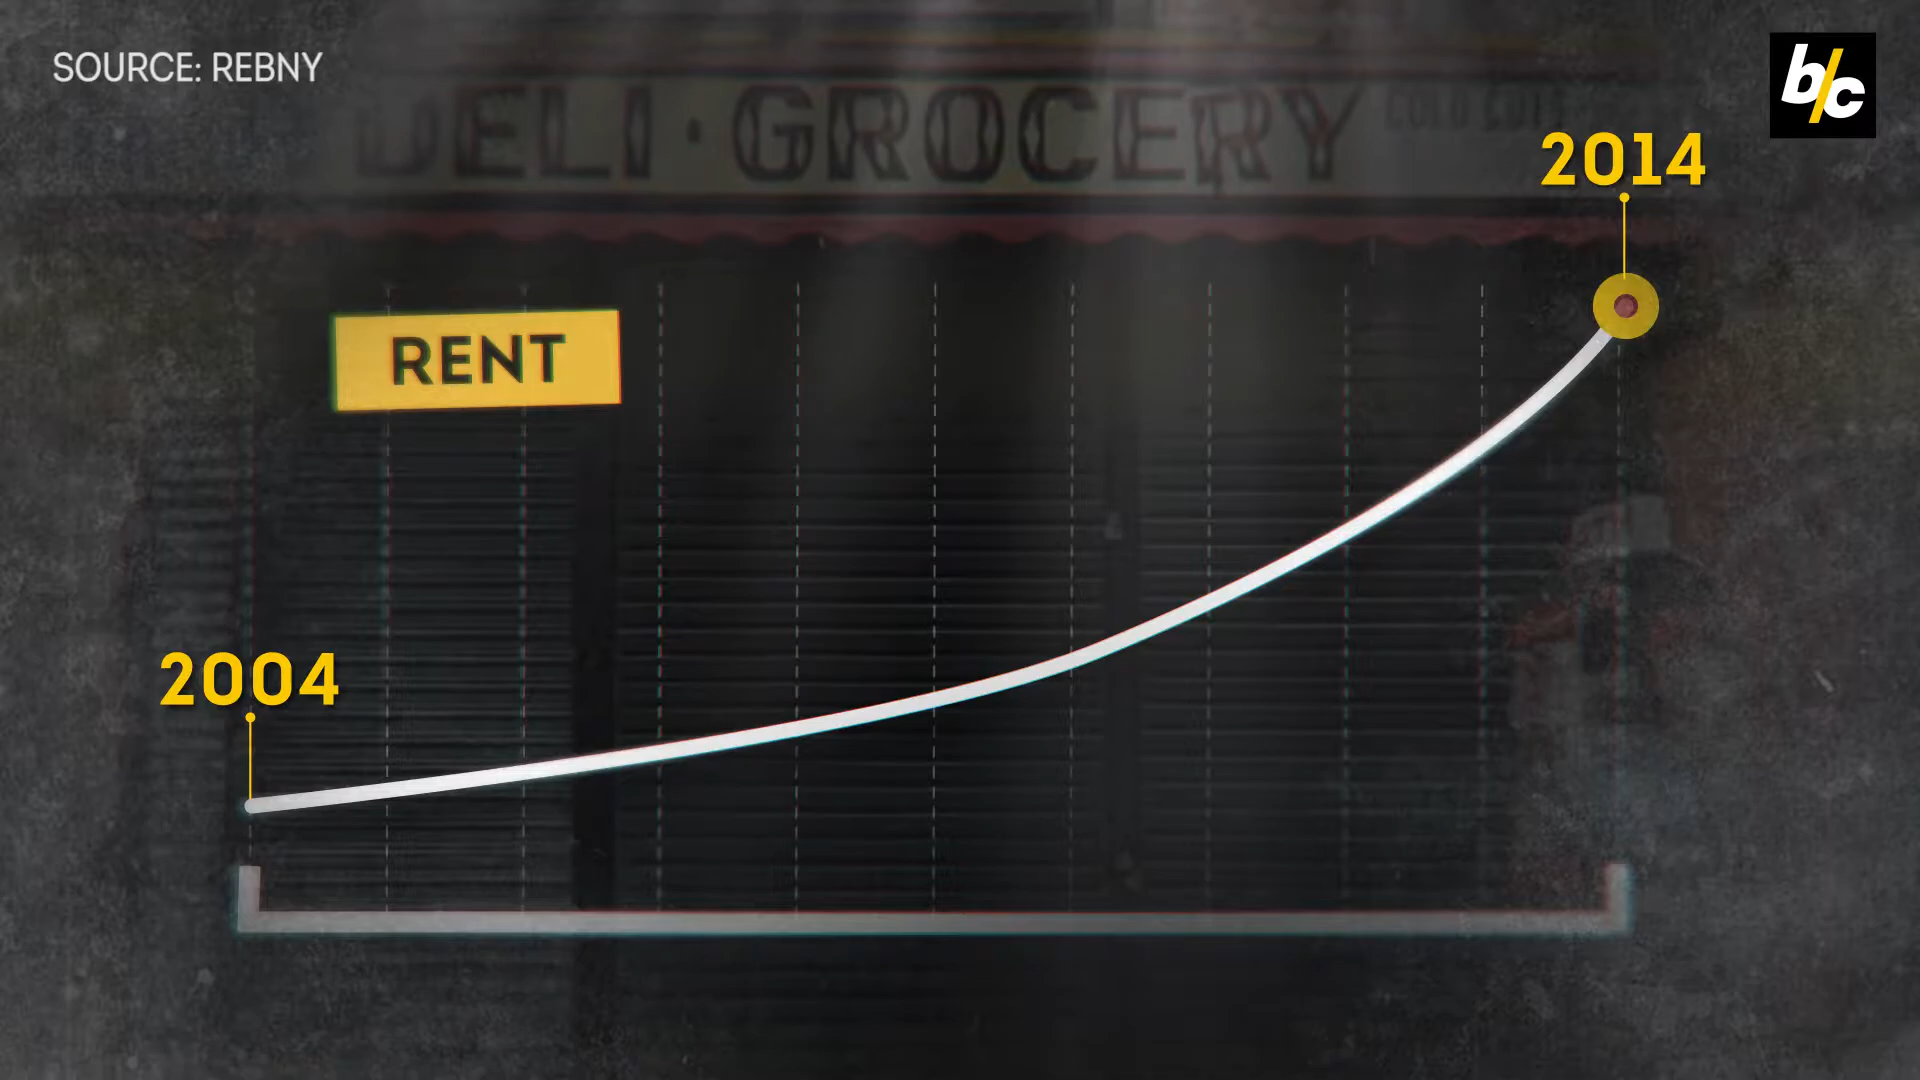 SOURCE: REBNY
b/c
DELI · GROCERY
2014
RENT
2004